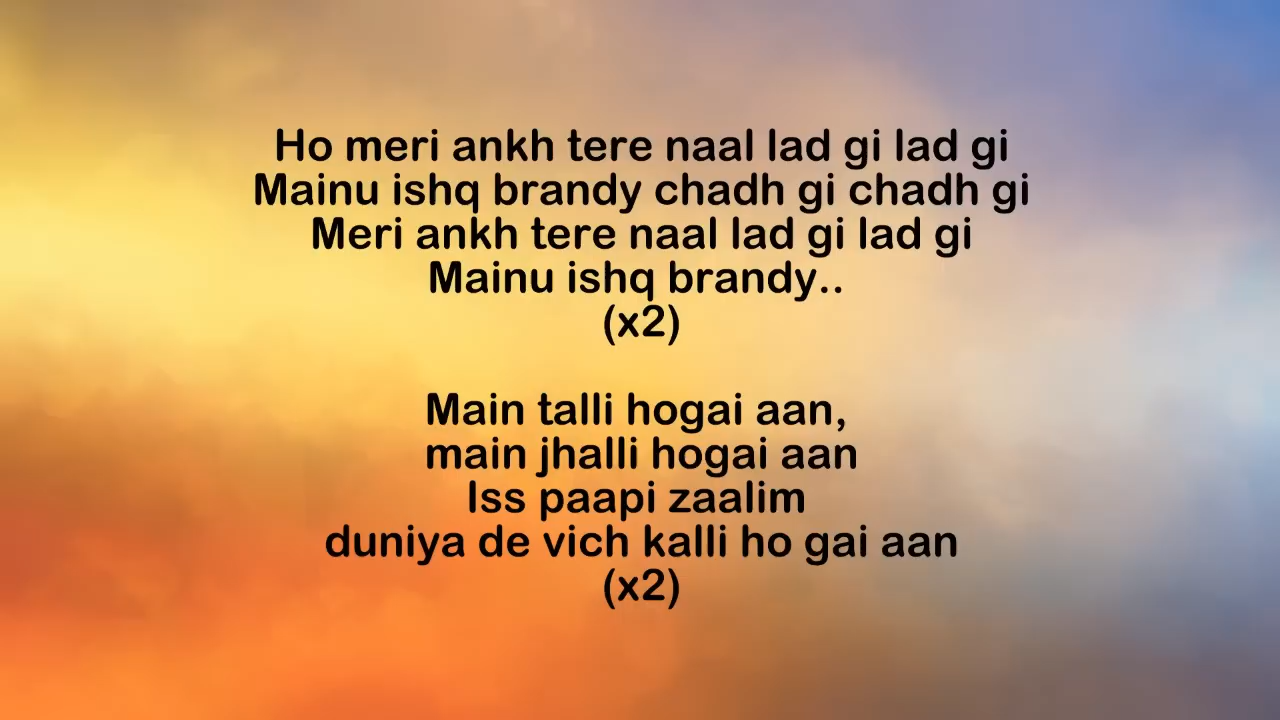 Ho meri ankh tere naal lad gi lad gi
Mainu ishq brandy chadh gi chadh gi
Meri ankh tere naal lad gi lad gi
Mainu ishq brandy..
(x2)
Main talli hogai aan,
main jhalli hogai aan
Iss paapi zaalim
duniya de vich kalli ho gai aan
(x2)